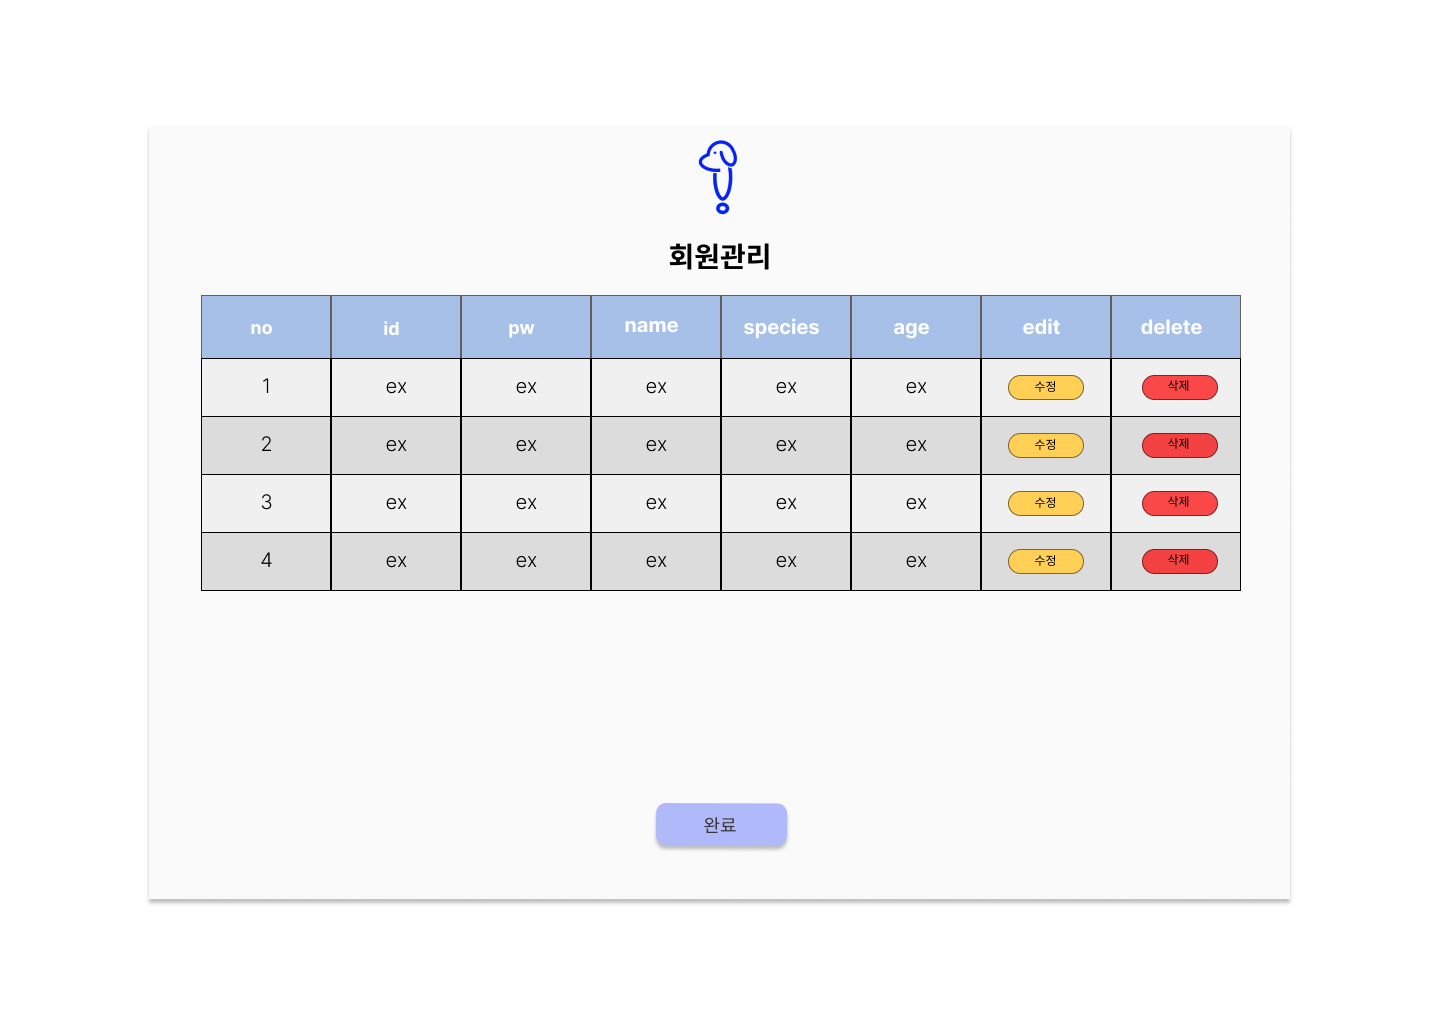 회원관리
no id pw name species age edit delete
1 ex ex ex ex ex 수정 삭제
2 ex ex ex ex ex 수정 삭제
3 ex ex ex ex ex 수정 삭제
4 ex ex ex ex ex 수정 삭제
완료